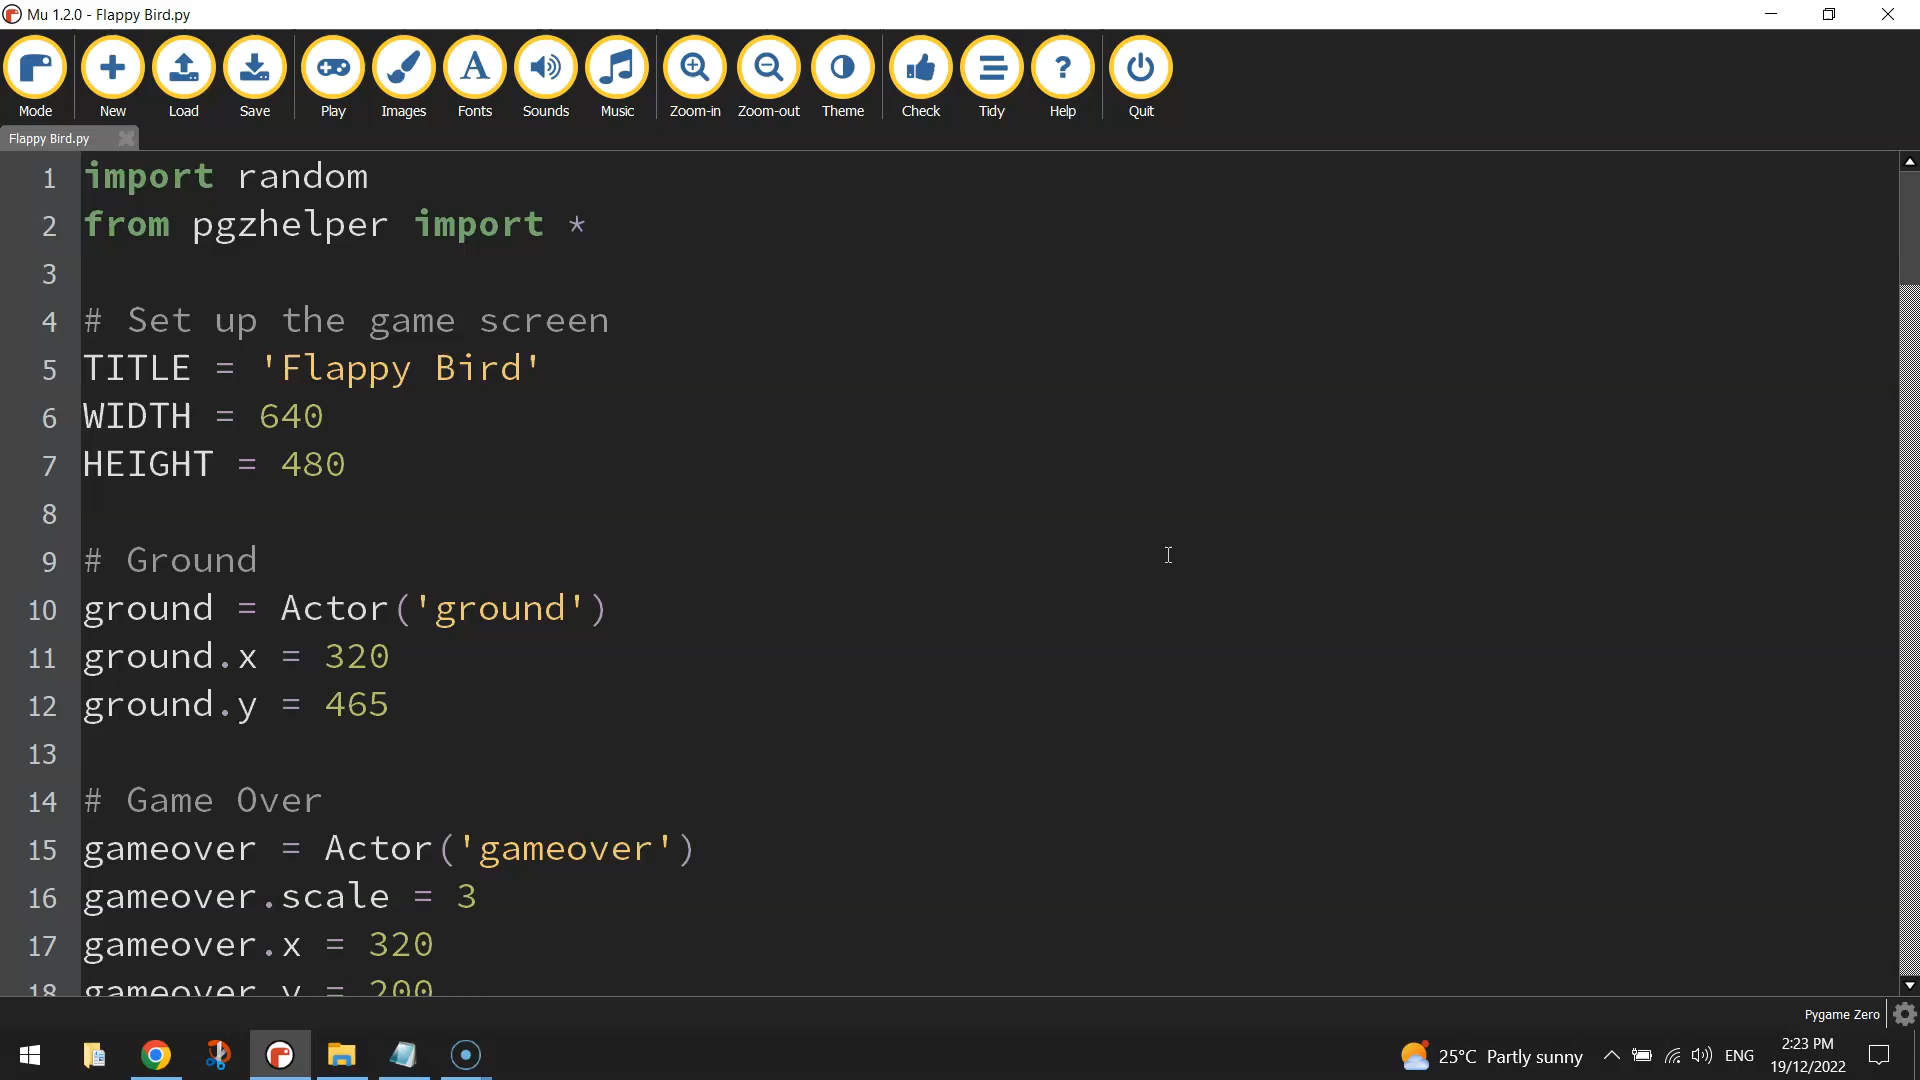 Mu 1.2.0 - Flappy Bird.py
Mode New Load Save Play Images Fonts Sounds Music Zoom-in Zoom-out Theme Check Tidy Help Quit
Flappy Bird.py
1 import random
2 from pgzhelper import *
3
4 # Set up the game screen
5 TITLE = 'Flappy Bird'
6 WIDTH = 640
7 HEIGHT = 480
8
9 # Ground
10 ground = Actor('ground')
11 ground.x = 320
12 ground.y = 465
13
14 # Game Over
15 gameover = Actor('gameover')
16 gameover.scale = 3
17 gameover.x = 320
18 gameover.y = 200
Pygame Zero
25°C Partly sunny ENG 2:23 PM
19/12/2022